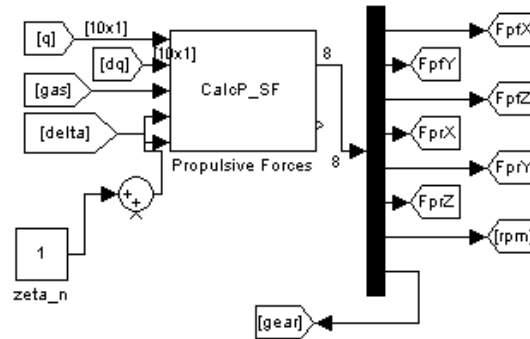 [q]
[10x1]
[dq]
[10x1]
[gas]
[delta]
CalcP_SF
Propulsive Forces
8
8
FpfX
FpfY
FpfZ
FprX
FprY
FprZ
[rpm]
[gear]
1
zeta_n